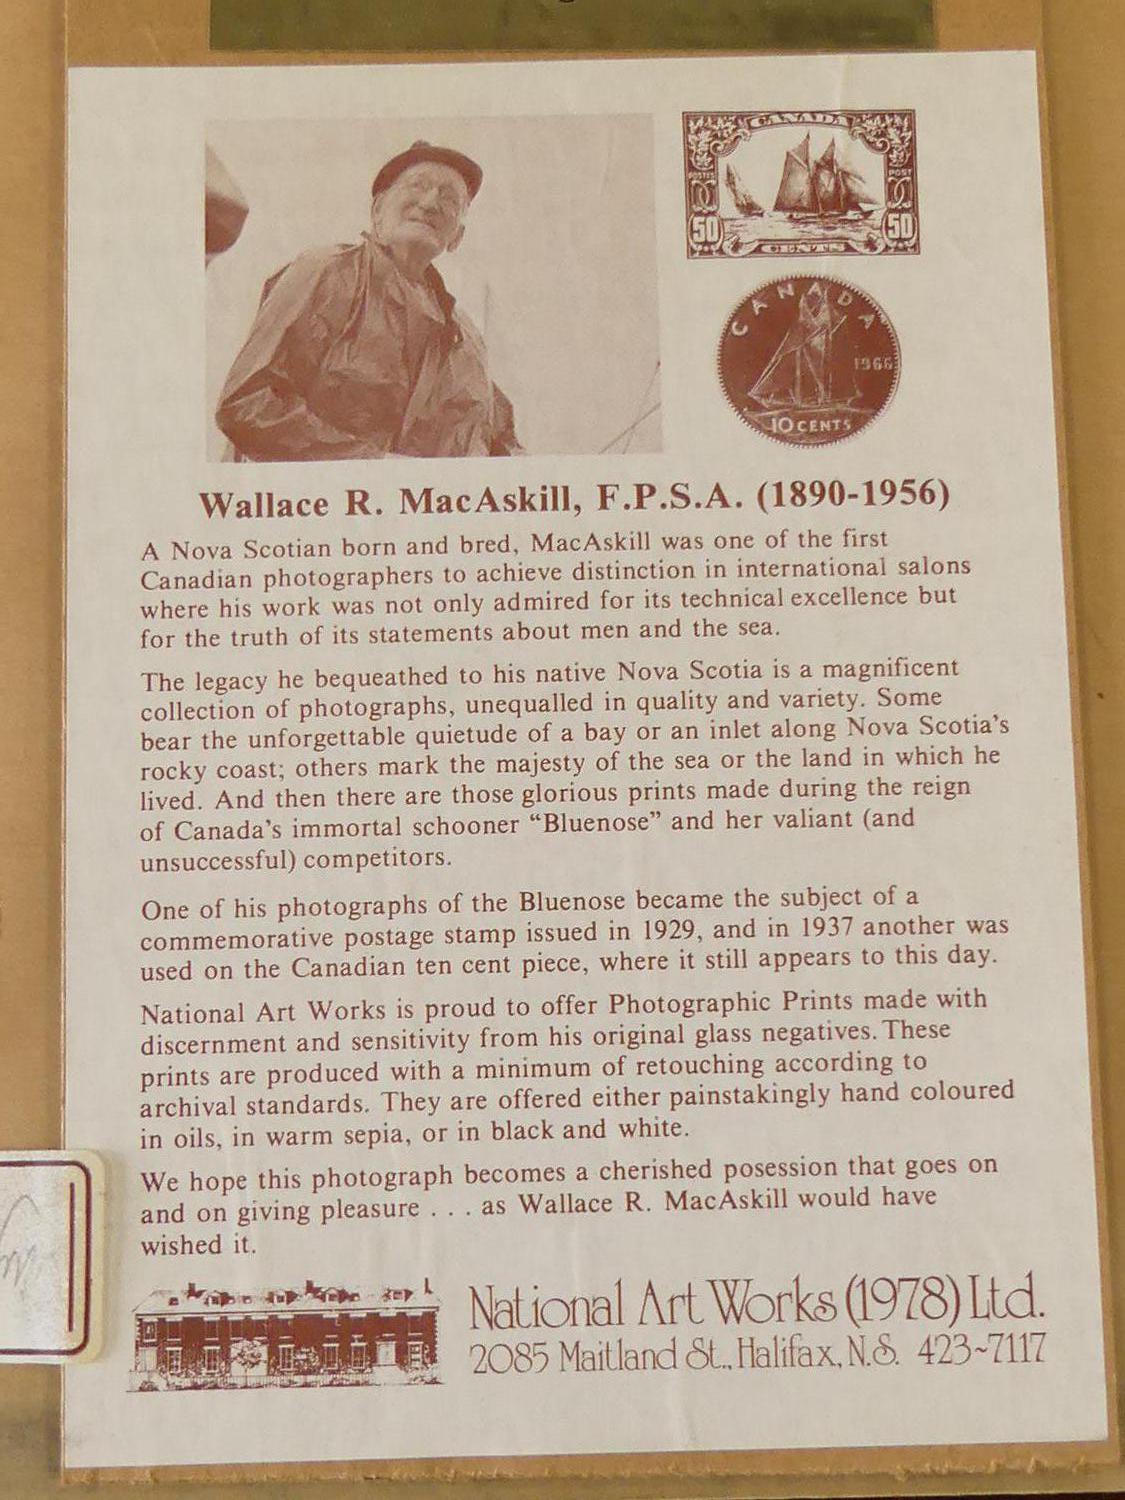 CANADA
POSTES POST
50 50
CENTS
CANADA
1966
10 CENTS
Wallace R. MacAskill, F.P.S.A. (1890-1956)
A Nova Scotian born and bred, MacAskill was one of the first
Canadian photographers to achieve distinction in international salons
where his work was not only admired for its technical excellence but
for the truth of its statements about men and the sea.
The legacy he bequeathed to his native Nova Scotia is a magnificent
collection of photographs, unequalled in quality and variety. Some
bear the unforgettable quietude of a bay or an inlet along Nova Scotia's
rocky coast; others mark the majesty of the sea or the land in which he
lived. And then there are those glorious prints made during the reign
of Canada's immortal schooner “Bluenose” and her valiant (and
unsuccessful) competitors.
One of his photographs of the Bluenose became the subject of a
commemorative postage stamp issued in 1929, and in 1937 another was
used on the Canadian ten cent piece, where it still appears to this day.
National Art Works is proud to offer Photographic Prints made with
discernment and sensitivity from his original glass negatives. These
prints are produced with a minimum of retouching according to
archival standards. They are offered either painstakingly hand coloured
in oils, in warm sepia, or in black and white.
We hope this photograph becomes a cherished posession that goes on
and on giving pleasure . . . as Wallace R. MacAskill would have
wished it.
National Art Works (1978) Ltd.
2085 Maitland St., Halifax, N.S. 423~7117